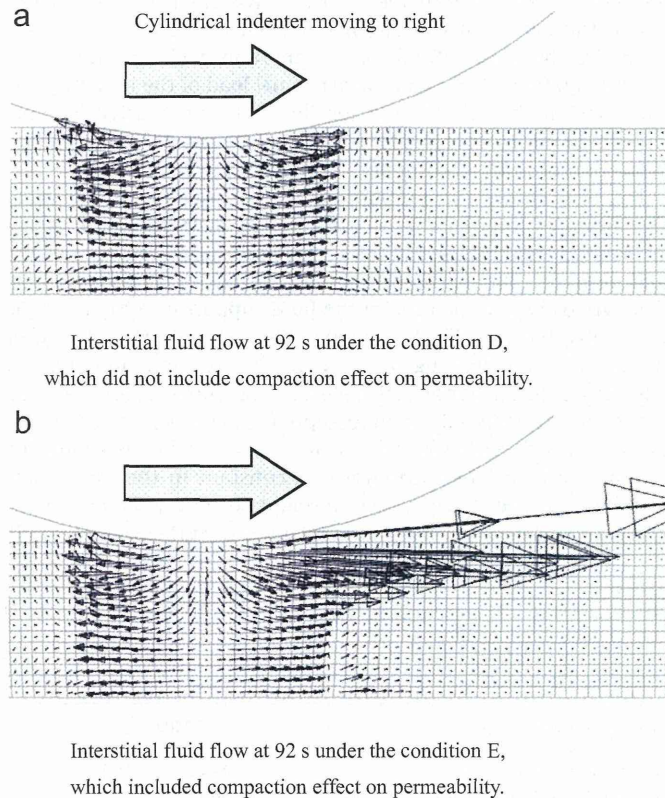 a
Cylindrical indenter moving to right
Interstitial fluid flow at 92 s under the condition D,
which did not include compaction effect on permeability.
b
Interstitial fluid flow at 92 s under the condition E,
which included compaction effect on permeability.